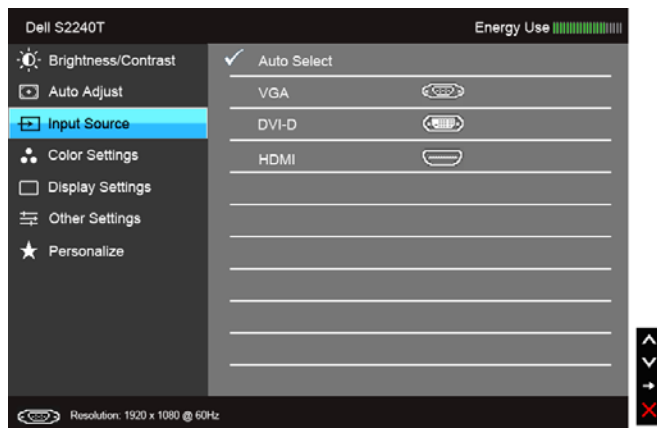 Dell S2240T
Energy Use
Brightness/Contrast
Auto Select
Auto Adjust
VGA
Input Source
DVI-D
Color Settings
HDMI
Display Settings
Other Settings
Personalize
Resolution: 1920 x 1080 @ 60Hz